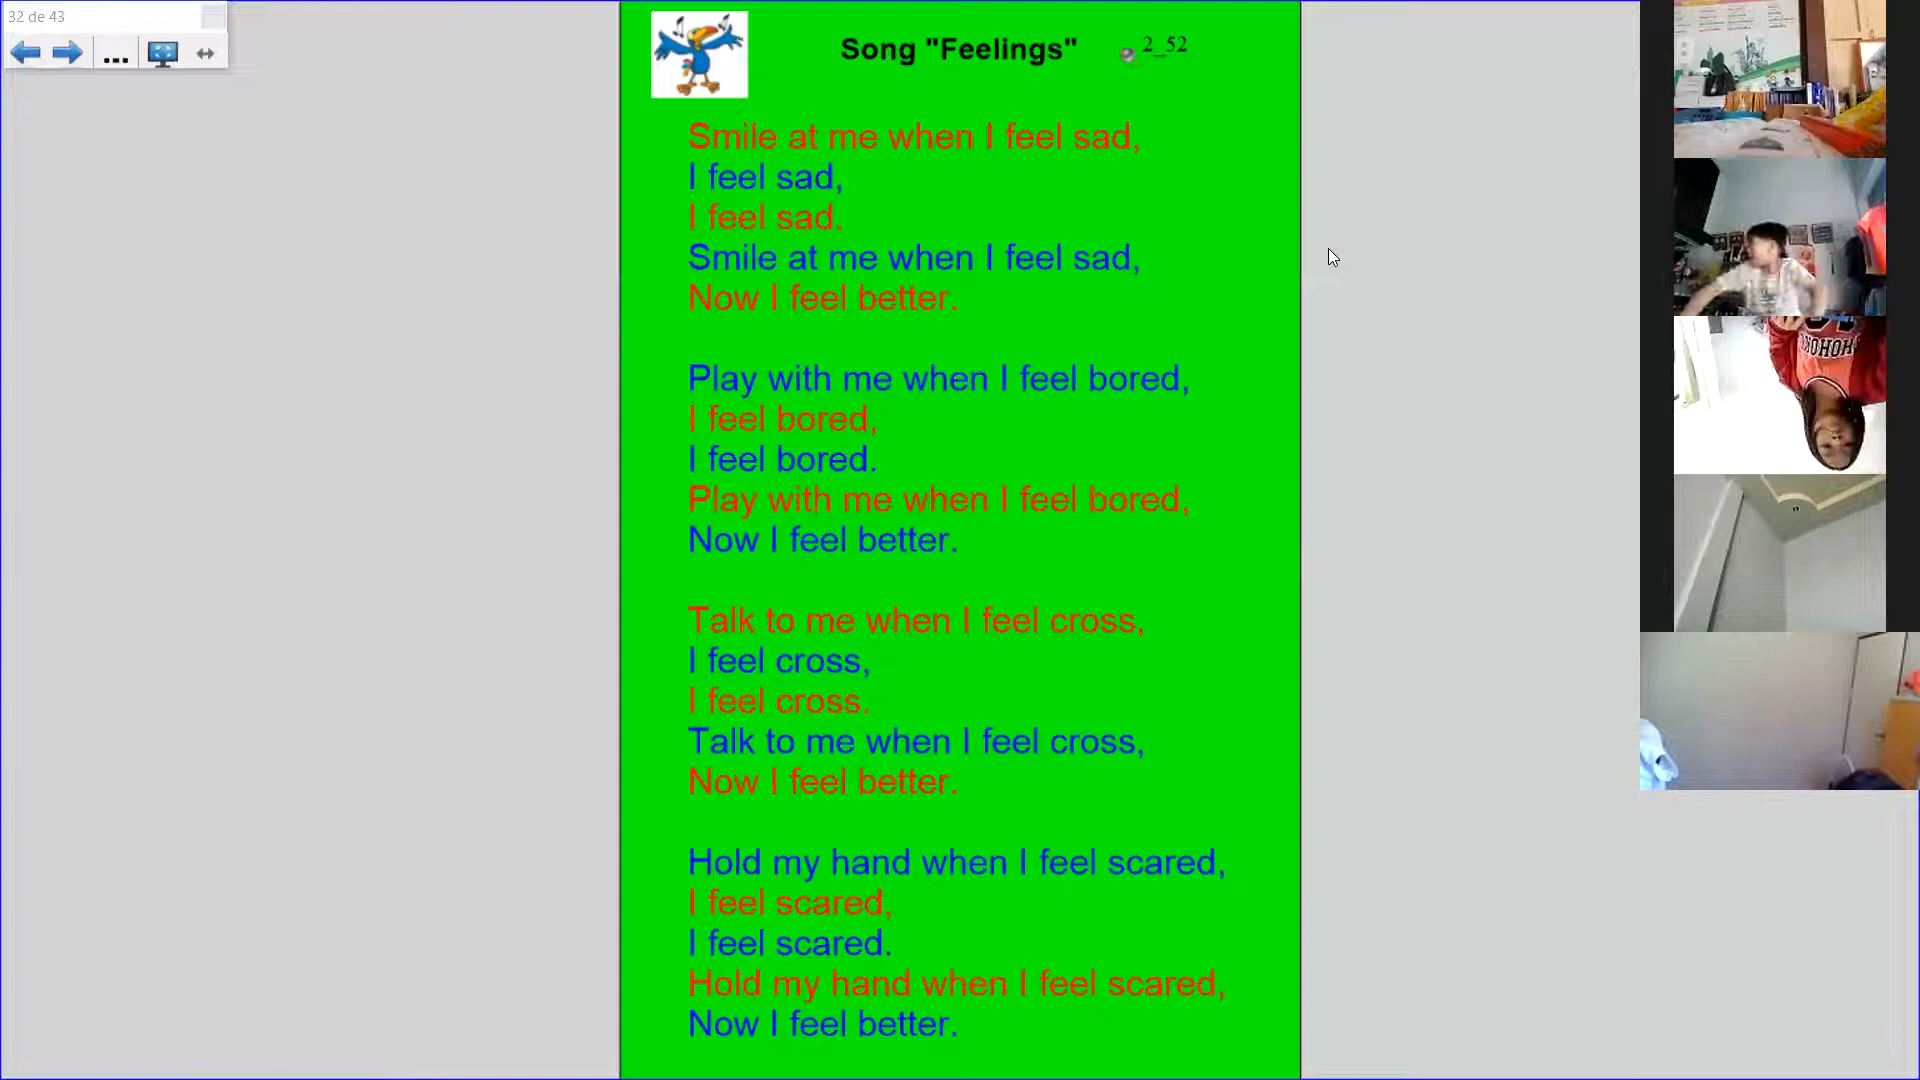 32 de 43
Song "Feelings"
2_52
Smile at me when I feel sad,
I feel sad,
I feel sad.
Smile at me when I feel sad,
Now I feel better.
Play with me when I feel bored,
I feel bored,
I feel bored.
Play with me when I feel bored,
Now I feel better.
Talk to me when I feel cross,
I feel cross,
I feel cross.
Talk to me when I feel cross,
Now I feel better.
Hold my hand when I feel scared,
I feel scared,
I feel scared.
Hold my hand when I feel scared,
Now I feel better.